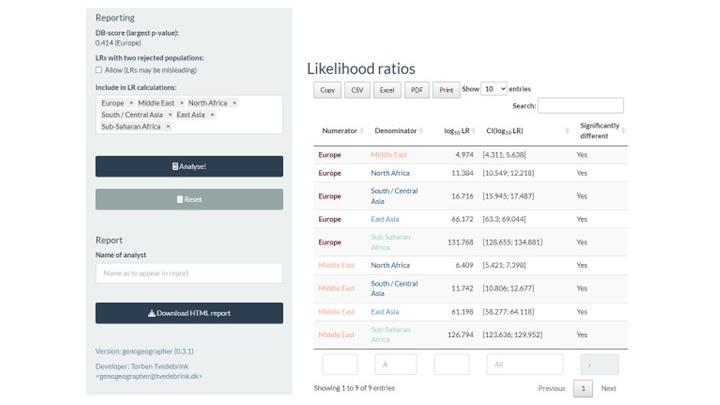 Reporting
DB-score (largest p-value):
0.414 (Europe)
LRs with two rejected populations:
Allow (LRs may be misleading)
Include in LR calculations:
Europe × Middle East × North Africa ×
South / Central Asia × East Asia ×
Sub-Saharan Africa ×
Analyse!
Reset
Report
Name of analyst
Name as to appear in report
Download HTML report
Version: genogeographer (0.3.1)
Developer: Torben Tvedebrink
<genogeographer@tvedebrink.dk>
Likelihood ratios
Copy CSV Excel PDF Print Show 10 entries
Search:
Numerator Denominator log10 LR CI(log10 LR) Significantly
different
Europe Middle East 4.974 [4.311; 5.638] Yes
Europe North Africa 11.384 [10.549; 12.218] Yes
Europe South / Central
Asia 16.716 [15.945; 17.487] Yes
Europe East Asia 66.172 [63.3; 69.044] Yes
Europe Sub-Saharan
Africa 131.768 [128.655; 134.881] Yes
Middle East North Africa 6.409 [5.421; 7.398] Yes
Middle East South / Central
Asia 11.742 [10.806; 12.677] Yes
Middle East East Asia 61.198 [58.277; 64.118] Yes
Middle East Sub-Saharan
Africa 126.794 [123.636; 129.952] Yes
A All
Showing 1 to 9 of 9 entries Previous 1 Next